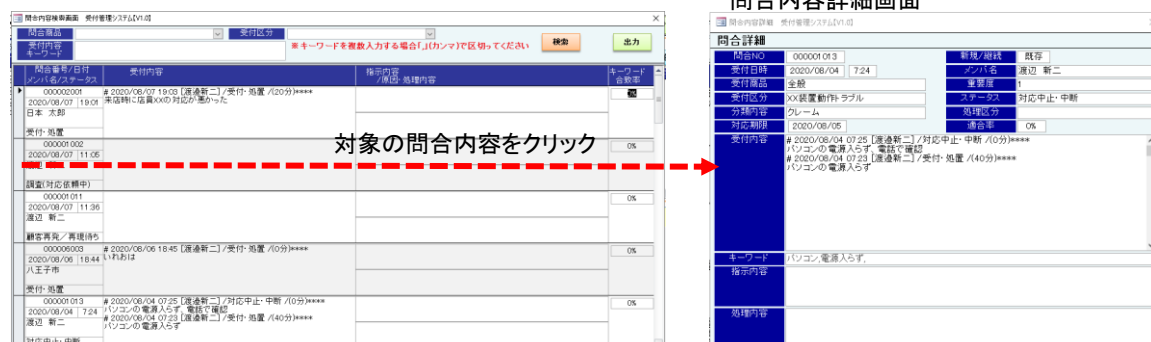 問合内容詳細画面
問合内容検索画面 受付管理システム【V1.0】
問合商品
受付区分
受付内容
キーワード
※キーワードを複数入力する場合「,」(カンマ)で区切ってください
検索
出力
問合番号/日付
メンバ名/ステータス
受付内容
指示内容
/原因・処理内容
キーワード
合致率
000002001
2020/08/07 19:01
日本 太郎
受付・処置
# 2020/08/07 19:03 [渡邉新二] /受付・処置 /(20分)****
来店時に店員xxの対応が悪かった
000001002
2020/08/07 11:05
調査(対応依頼中)
0%
対象の問合内容をクリック
000001011
2020/08/07 11:36
渡辺 新二
顧客再発/再現待ち
0%
000006003
2020/08/06 18:44
八王子市
受付・処置
# 2020/08/06 18:45 [渡邉新二] /受付・処置 /(0分)****
いれおは
0%
000001013
2020/08/04 7:24
渡辺 新二
対応中止・中断
# 2020/08/04 07:25 [渡邉新二] /対応中止・中断 /(0分)****
パソコンの電源入らず、電話で確認
# 2020/08/04 07:23 [渡邉新二] /受付・処置 /(40分)****
パソコンの電源入らず
0%
問合内容詳細 受付管理システム【V1.0】
問合詳細
問合NO 000001013 新規/継続 既存
受付日時 2020/08/04 7:24 メンバ名 渡辺 新二
受付商品 全般 重要度 1
受付区分 XX装置動作トラブル ステータス 対応中止・中断
分類内容 クレーム 処理区分
対応期限 2020/08/05 適合率 0%
受付内容
# 2020/08/04 07:25 [渡邉新二] /対応中止・中断 /(0分)****
パソコンの電源入らず、電話で確認
# 2020/08/04 07:23 [渡邉新二] /受付・処置 /(40分)****
パソコンの電源入らず
キーワード パソコン,電源入らず,
指示内容
処理内容